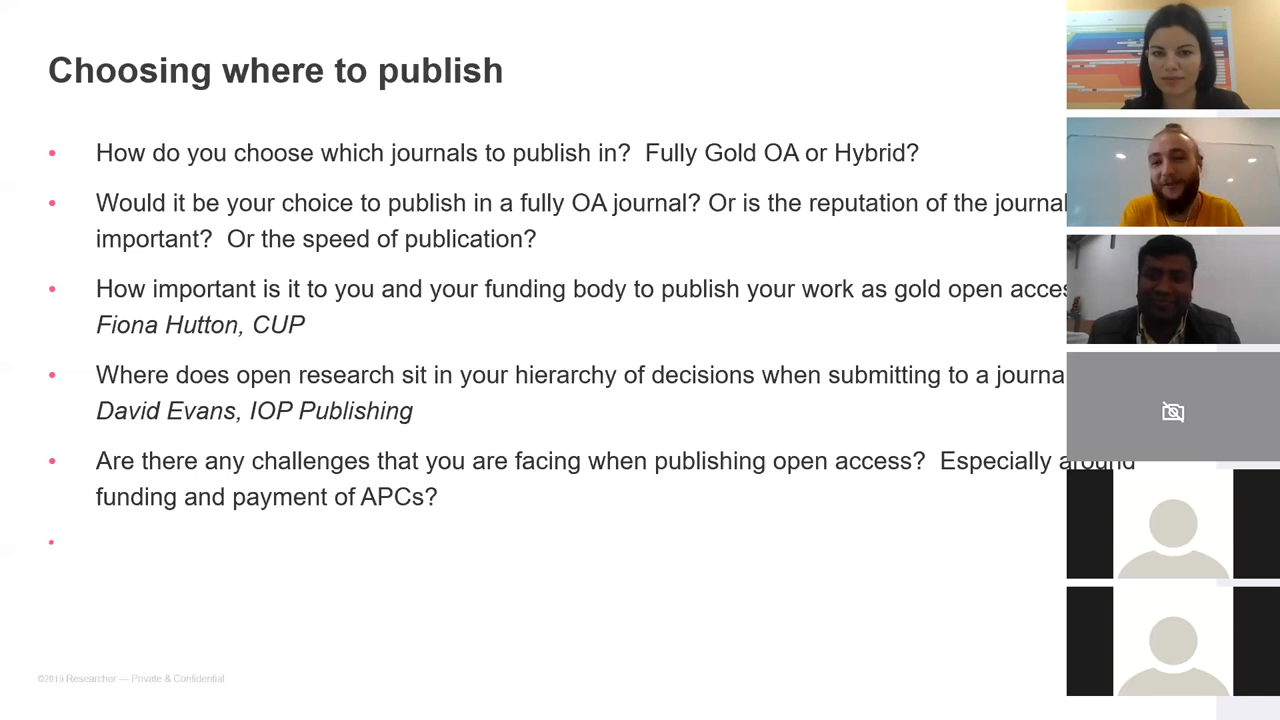 Choosing where to publish
• How do you choose which journals to publish in?  Fully Gold OA or Hybrid?
• Would it be your choice to publish in a fully OA journal? Or is the reputation of the journal
important?  Or the speed of publication?
• How important is it to you and your funding body to publish your work as gold open
Fiona Hutton, CUP
• Where does open research sit in your hierarchy of decisions when submitting to a
David Evans, IOP Publishing
• Are there any challenges that you are facing when publishing open access?  Especially around
funding and payment of APCs?
•
©2019 Researcher — Private & Confidential